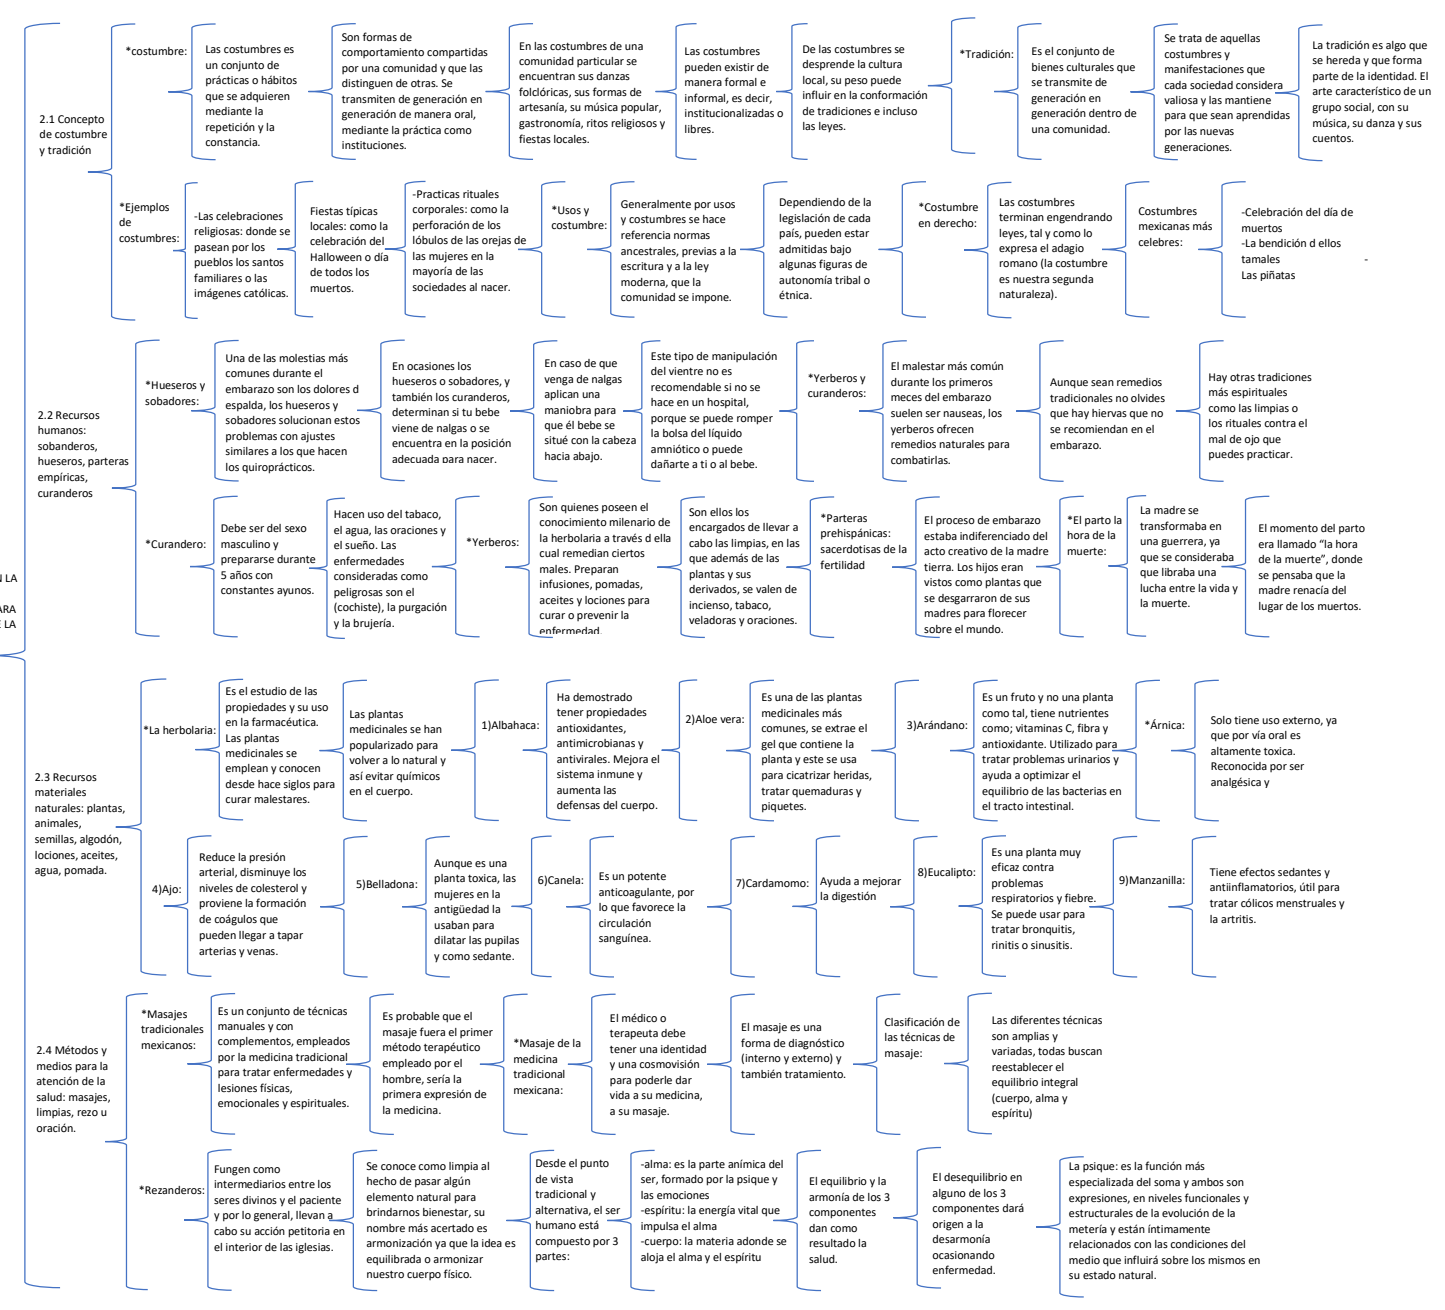 N LA
ARA
E LA
2.1 Concepto
de costumbre
y tradición
*costumbre:
Las costumbres es
un conjunto de
prácticas o hábitos
que se adquieren
mediante la
repetición y la
constancia.
Son formas de
comportamiento compartidas
por una comunidad y que las
distinguen de otras. Se
transmiten de generación en
generación de manera oral,
mediante la práctica como
instituciones.
En las costumbres de una
comunidad particular se
encuentran sus danzas
folclóricas, sus formas de
artesanía, su música popular,
gastronomía, ritos religiosos y
fiestas locales.
Las costumbres
pueden existir de
manera formal e
informal, es decir,
institucionalizadas o
libres.
De las costumbres se
desprende la cultura
local, su peso puede
influir en la conformación
de tradiciones e incluso
las leyes.
*Tradición:
Es el conjunto de
bienes culturales que
se transmite de
generación en
generación dentro de
una comunidad.
Se trata de aquellas
costumbres y
manifestaciones que
cada sociedad considera
valiosa y las mantiene
para que sean aprendidas
por las nuevas
generaciones.
La tradición es algo que
se hereda y que forma
parte de la identidad. El
arte característico de un
grupo social, con su
música, su danza y sus
cuentos.
*Ejemplos
de
costumbres:
-Las celebraciones
religiosas: donde se
pasean por los
pueblos los santos
familiares o las
imágenes católicas.
Fiestas típicas
locales: como la
celebración del
Halloween o día
de todos los
muertos.
-Practicas rituales
corporales: como la
perforación de los
lóbulos de las orejas de
las mujeres en la
mayoría de las
sociedades al nacer.
*Usos y
costumbre:
Generalmente por usos
y costumbres se hace
referencia normas
ancestrales, previas a la
escritura y a la ley
moderna, que la
comunidad se impone.
Dependiendo de la
legislación de cada
país, pueden estar
admitidas bajo
algunas figuras de
autonomía tribal o
étnica.
*Costumbre
en derecho:
Las costumbres
terminan engendrando
leyes, tal y como lo
expresa el adagio
romano (la costumbre
es nuestra segunda
naturaleza).
Costumbres
mexicanas más
celebres:
-Celebración del día de
muertos
-La bendición d ellos
tamales
-
Las piñatas
2.2 Recursos
humanos:
sobanderos,
hueseros, parteras
empíricas,
curanderos
*Hueseros y
sobadores:
Una de las molestias más
comunes durante el
embarazo son los dolores d
espalda, los hueseros y
sobadores solucionan estos
problemas con ajustes
similares a los que hacen
los quiroprácticos.
En ocasiones los
hueseros o sobadores, y
también los curanderos,
determinan si tu bebe
viene de nalgas o se
encuentra en la posición
adecuada para nacer.
En caso de que
venga de nalgas
aplican una
maniobra para
que él bebe se
situé con la cabeza
hacia abajo.
Este tipo de manipulación
del vientre no es
recomendable si no se
hace en un hospital,
porque se puede romper
la bolsa del líquido
amniótico o puede
dañarte a ti o al bebe.
*Yerberos y
curanderos:
El malestar más común
durante los primeros
meces del embarazo
suelen ser nauseas, los
yerberos ofrecen
remedios naturales para
combatirlas.
Aunque sean remedios
tradicionales no olvides
que hay hiervas que no
se recomiendan en el
embarazo.
Hay otras tradiciones
más espirituales
como las limpias o
los rituales contra el
mal de ojo que
puedes practicar.
*Curandero:
Debe ser del sexo
masculino y
prepararse durante
5 años con
constantes ayunos.
Hacen uso del tabaco,
el agua, las oraciones y
el sueño. Las
enfermedades
consideradas como
peligrosas son el
(cochiste), la purgación
y la brujería.
*Yerberos:
Son quienes poseen el
conocimiento milenario de
la herbolaria a través d ella
cual remedian ciertos
males. Preparan
infusiones, pomadas,
aceites y lociones para
curar o prevenir la
enfermedad.
Son ellos los
encargados de llevar a
cabo las limpias, en las
que además de las
plantas y sus
derivados, se valen de
incienso, tabaco,
veladoras y oraciones.
*Parteras
prehispánicas:
sacerdotisas de la
fertilidad
El proceso de embarazo
estaba indiferenciado del
acto creativo de la madre
tierra. Los hijos eran
vistos como plantas que
se desgarraron de sus
madres para florecer
sobre el mundo.
*El parto la
hora de la
muerte:
La madre se
transformaba en
una guerrera, ya
que se consideraba
que libraba una
lucha entre la vida y
la muerte.
El momento del parto
era llamado “la hora
de la muerte”, donde
se pensaba que la
madre renacía del
lugar de los muertos.
2.3 Recursos
materiales
naturales: plantas,
animales,
semillas, algodón,
lociones, aceites,
agua, pomada.
*La herbolaria:
Es el estudio de las
propiedades y su uso
en la farmacéutica.
Las plantas
medicinales se
emplean y conocen
desde hace siglos para
curar malestares.
Las plantas
medicinales se han
popularizado para
volver a lo natural y
así evitar químicos
en el cuerpo.
1)Albahaca:
Ha demostrado
tener propiedades
antioxidantes,
antimicrobianas y
antivirales. Mejora el
sistema inmune y
aumenta las
defensas del cuerpo.
2)Aloe vera:
Es una de las plantas
medicinales más
comunes, se extrae el
gel que contiene la
planta y este se usa
para cicatrizar heridas,
tratar quemaduras y
piquetes.
3)Arándano:
Es un fruto y no una planta
como tal, tiene nutrientes
como; vitaminas C, fibra y
antioxidante. Utilizado para
tratar problemas urinarios y
ayuda a optimizar el
equilibrio de las bacterias en
el tracto intestinal.
*Árnica:
Solo tiene uso externo, ya
que por vía oral es
altamente toxica.
Reconocida por ser
analgésica y
4)Ajo:
Reduce la presión
arterial, disminuye los
niveles de colesterol y
proviene la formación
de coágulos que
pueden llegar a tapar
arterias y venas.
5)Belladona:
Aunque es una
planta toxica, las
mujeres en la
antigüedad la
usaban para
dilatar las pupilas
y como sedante.
6)Canela:
Es un potente
anticoagulante, por
lo que favorece la
circulación
sanguínea.
7)Cardamomo:
Ayuda a mejorar
la digestión
8)Eucalipto:
Es una planta muy
eficaz contra
problemas
respiratorios y fiebre.
Se puede usar para
tratar bronquitis,
rinitis o sinusitis.
9)Manzanilla:
Tiene efectos sedantes y
antiinflamatorios, útil para
tratar cólicos menstruales y
la artritis.
2.4 Métodos y
medios para la
atención de la
salud: masajes,
limpias, rezo u
oración.
*Masajes
tradicionales
mexicanos:
Es un conjunto de técnicas
manuales y con
complementos, empleados
por la medicina tradicional
para tratar enfermedades y
lesiones físicas,
emocionales y espirituales.
Es probable que el
masaje fuera el primer
método terapéutico
empleado por el
hombre, sería la
primera expresión de
la medicina.
*Masaje de la
medicina
tradicional
mexicana:
El médico o
terapeuta debe
tener una identidad
y una cosmovisión
para poderle dar
vida a su medicina,
a su masaje.
El masaje es una
forma de diagnóstico
(interno y externo) y
también tratamiento.
Clasificación de
las técnicas de
masaje:
Las diferentes técnicas
son amplias y
variadas, todas buscan
reestablecer el
equilibrio integral
(cuerpo, alma y
espíritu)
*Rezanderos:
Fungen como
intermediarios entre los
seres divinos y el paciente
y por lo general, llevan a
cabo su acción petitoria en
el interior de las iglesias.
Se conoce como limpia al
hecho de pasar algún
elemento natural para
brindarnos bienestar, su
nombre más acertado es
armonización ya que la idea es
equilibrada o armonizar
nuestro cuerpo físico.
Desde el punto
de vista
tradicional y
alternativa, el ser
humano está
compuesto por 3
partes:
-alma: es la parte anímica del
ser, formado por la psique y
las emociones
-espíritu: la energía vital que
impulsa el alma
-cuerpo: la materia adonde se
aloja el alma y el espíritu
El equilibrio y la
armonía de los 3
componentes
dan como
resultado la
salud.
El desequilibrio en
alguno de los 3
componentes dará
origen a la
desarmonía
ocasionando
enfermedad.
La psique: es la función más
especializada del soma y ambos son
expresiones, en niveles funcionales y
estructurales de la evolución de la
metería y están íntimamente
relacionados con las condiciones del
medio que influirá sobre los mismos en
su estado natural.